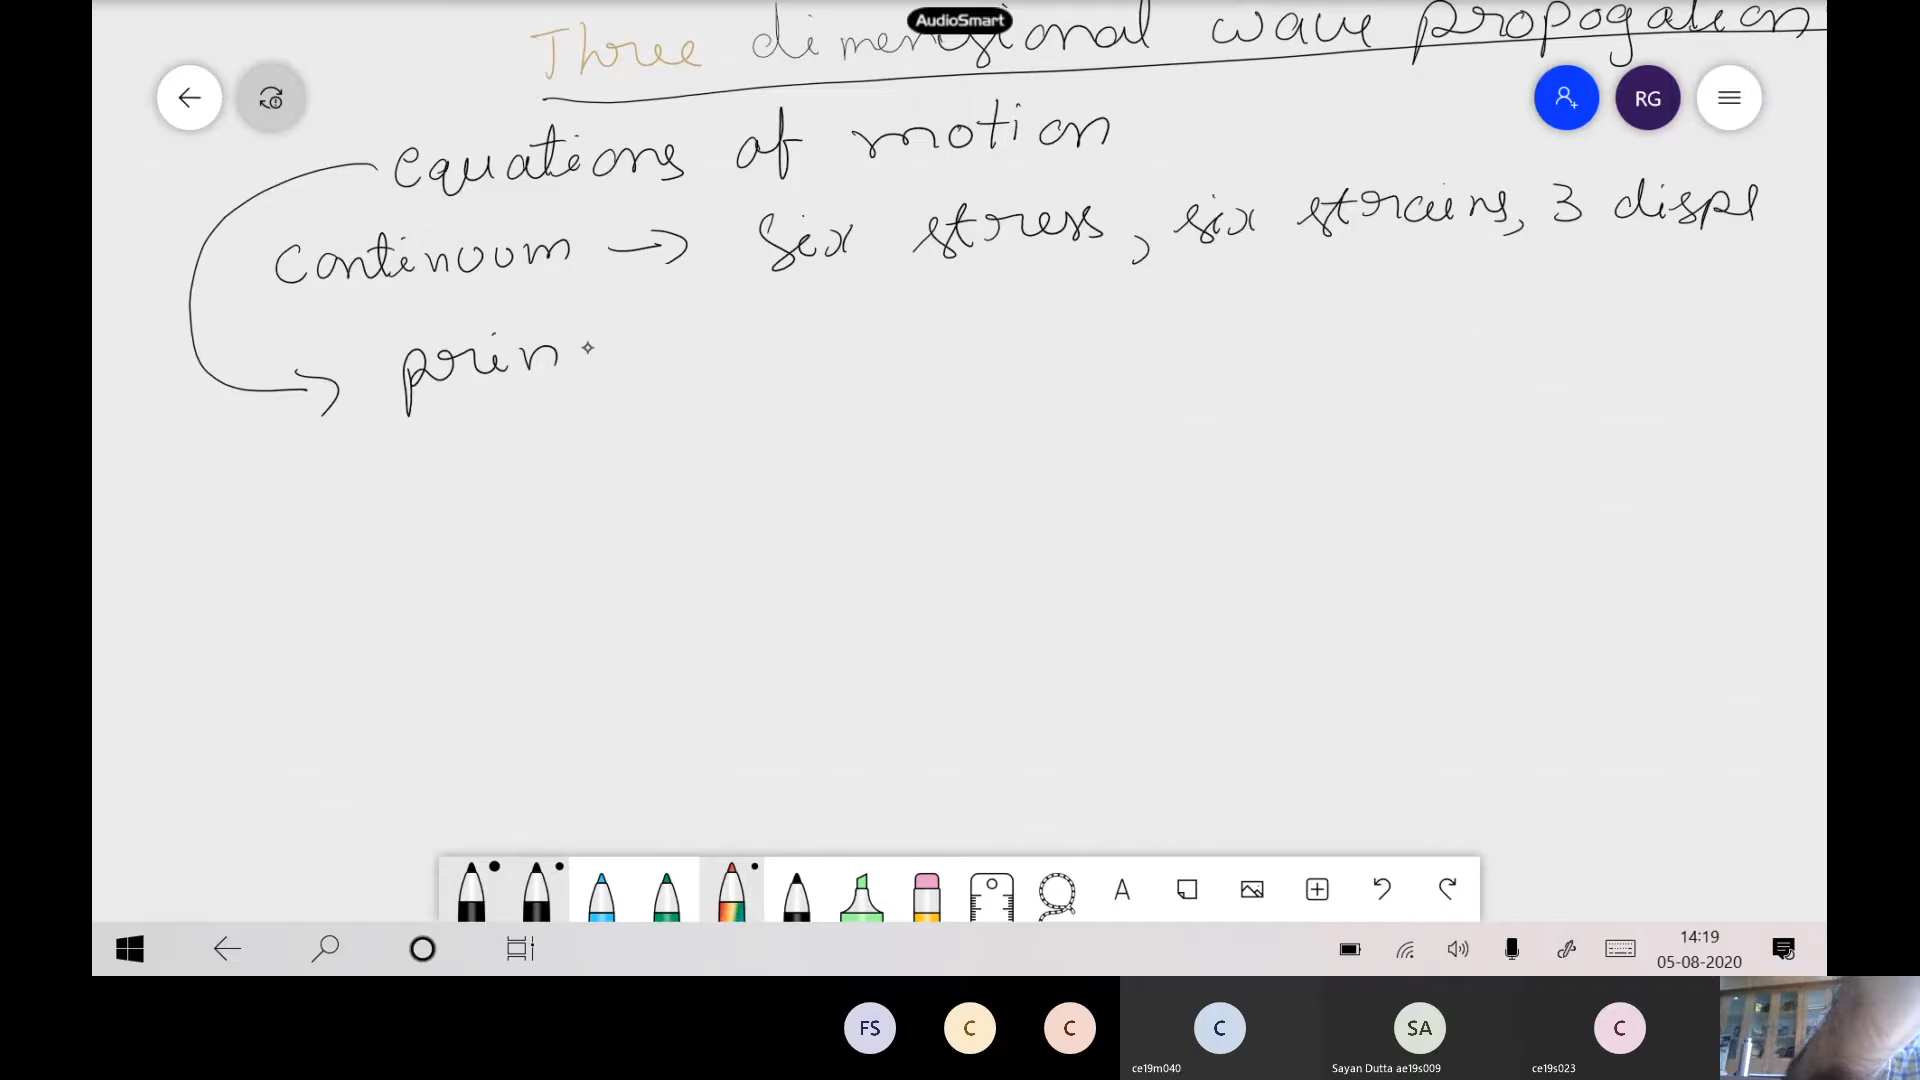 AudioSmart
Three dimensional wave propogation
RG
equations of motion
continuum → six stress, six strains, 3 displ
prin
A
14:19
05-08-2020
FS C C C SA C
ce19m040 Sayan Dutta ae19s009 ce19s023